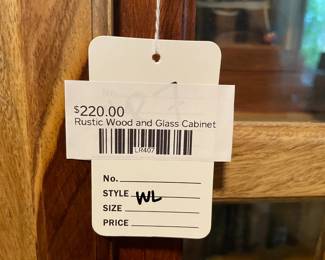 $220.00
Rustic Wood and Glass Cabinet
LR407
No.
STYLE WL
SIZE
PRICE